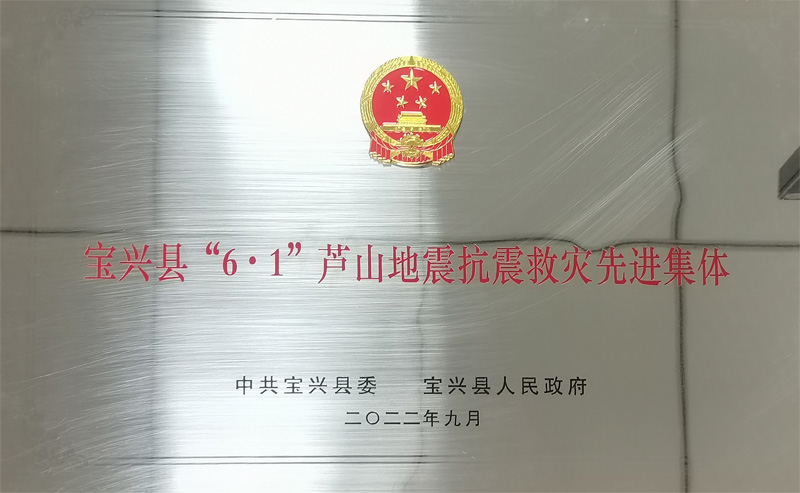 宝兴县“6·1”芦山地震抗震救灾先进集体
中共宝兴县委 宝兴县人民政府
二〇二二年九月